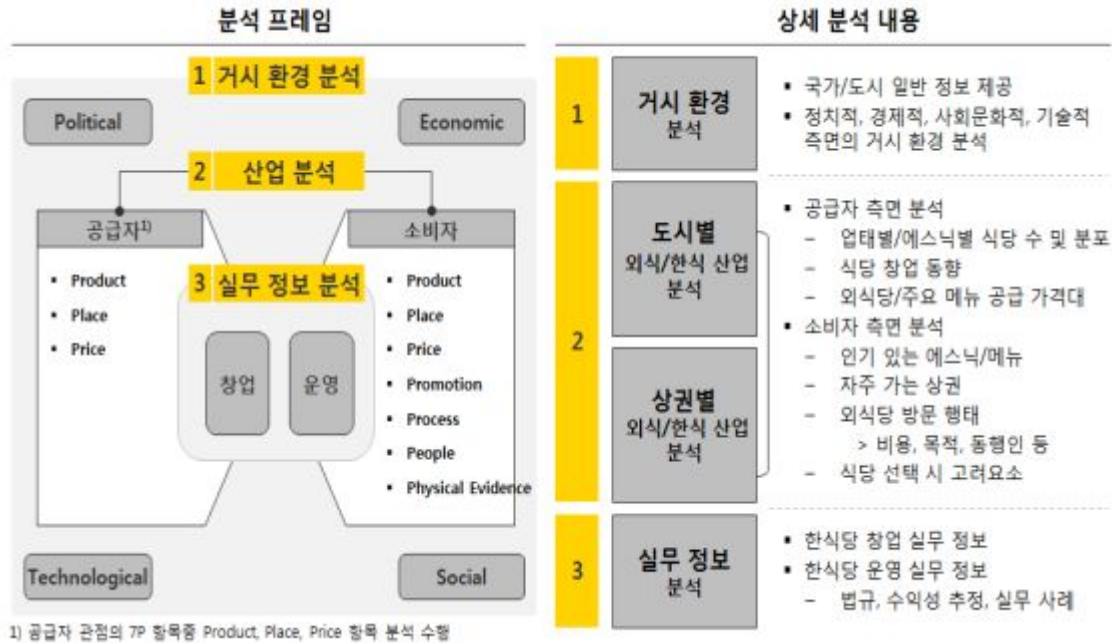 분석 프레임
1 거시 환경 분석
Political
Economic
2 산업 분석
공급자1)
소비자
Product
Place
Price
3 실무 정보 분석
창업
운영
Product
Place
Price
Promotion
Process
People
Physical Evidence
Technological
Social
1) 공급자 관점의 7P 항목중 Product, Place, Price 항목 분석 수행
상세 분석 내용
1
거시 환경
분석
▪ 국가/도시 일반 정보 제공
▪ 정치적, 경제적, 사회문화적, 기술적
측면의 거시 환경 분석
2
도시별
외식/한식 산업
분석
상권별
외식/한식 산업
분석
▪ 공급자 측면 분석
– 업태별/에스닉별 식당 수 및 분포
– 식당 창업 동향
– 외식당/주요 메뉴 공급 가격대
▪ 소비자 측면 분석
– 인기 있는 에스닉/메뉴
– 자주 가는 상권
– 외식당 방문 행태
> 비용, 목적, 동행인 등
– 식당 선택 시 고려요소
3
실무 정보
분석
▪ 한식당 창업 실무 정보
▪ 한식당 운영 실무 정보
– 법규, 수익성 추정, 실무 사례